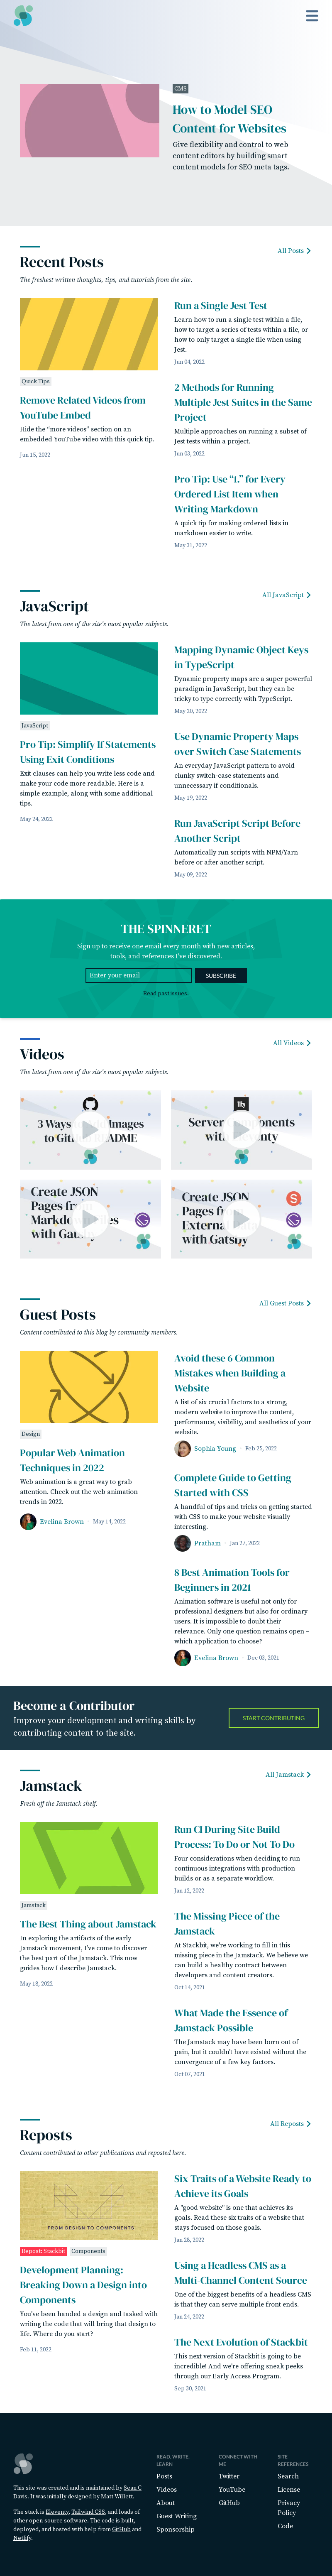 CMS
How to Model SEO
Content for Websites
Give flexibility and control to web
content editors by building smart
content models for SEO meta tags.
Recent Posts
All Posts
The freshest written thoughts, tips, and tutorials from the site.
Quick Tips
Remove Related Videos from
YouTube Embed
Hide the “more videos” section on an
embedded YouTube video with this quick tip.
Jun 15, 2022
Run a Single Jest Test
Learn how to run a single test within a file,
how to target a series of tests within a file, or
how to only target a single file when using
Jest.
Jun 04, 2022
2 Methods for Running
Multiple Jest Suites in the Same
Project
Multiple approaches on running a subset of
Jest tests within a project.
Jun 03, 2022
Pro Tip: Use “1.” for Every
Ordered List Item when
Writing Markdown
A quick tip for making ordered lists in
markdown easier to write.
May 31, 2022
JavaScript
All JavaScript
The latest from one of the site's most popular subjects.
JavaScript
Pro Tip: Simplify If Statements
Using Exit Conditions
Exit clauses can help you write less code and
make your code more readable. Here is a
simple example, along with some additional
tips.
May 24, 2022
Mapping Dynamic Object Keys
in TypeScript
Dynamic property maps are a super powerful
paradigm in JavaScript, but they can be
tricky to type correctly with TypeScript.
May 20, 2022
Use Dynamic Property Maps
over Switch Case Statements
An everyday JavaScript pattern to avoid
clunky switch-case statements and
unnecessary if conditionals.
May 19, 2022
Run JavaScript Script Before
Another Script
Automatically run scripts with NPM/Yarn
before or after another script.
May 09, 2022
THE SPINNERET
Sign up to receive one email every month with new articles,
tools, and references I've discovered.
Enter your email
SUBSCRIBE
Read past issues.
Videos
All Videos
The latest from one of the site's most popular subjects.
3 Ways Images
to GitH ADME
Server ponents
with nty
Create JSON
Pages from
Markdo es
with Gatsby
Create JSON
Pages f
Extern
with Gatsby
Guest Posts
All Guest Posts
Content contributed to this blog by community members.
Design
Popular Web Animation
Techniques in 2022
Web animation is a great way to grab
attention. Check out the web animation
trends in 2022.
Evelina Brown · May 14, 2022
Avoid these 6 Common
Mistakes when Building a
Website
A list of six crucial factors to a strong,
modern website to improve the content,
performance, visibility, and aesthetics of your
website.
Sophia Young · Feb 25, 2022
Complete Guide to Getting
Started with CSS
A handful of tips and tricks on getting started
with CSS to make your website visually
interesting.
Pratham · Jan 27, 2022
8 Best Animation Tools for
Beginners in 2021
Animation software is useful not only for
professional designers but also for ordinary
users. It is impossible to doubt their
relevance. Only one question remains open –
which application to choose?
Evelina Brown · Dec 03, 2021
Become a Contributor
Improve your development and writing skills by
contributing content to the site.
START CONTRIBUTING
Jamstack
All Jamstack
Fresh off the Jamstack shelf.
Jamstack
The Best Thing about Jamstack
In exploring the artifacts of the early
Jamstack movement, I've come to discover
the best part of the Jamstack. This now
guides how I describe Jamstack.
May 18, 2022
Run CI During Site Build
Process: To Do or Not To Do
Four considerations when deciding to run
continuous integrations with production
builds or as a separate workflow.
Jan 12, 2022
The Missing Piece of the
Jamstack
At Stackbit, we're working to fill in this
missing piece in the Jamstack. We believe we
can build a healthy contract between
developers and content creators.
Oct 14, 2021
What Made the Essence of
Jamstack Possible
The Jamstack may have been born out of
pain, but it couldn't have existed without the
convergence of a few key factors.
Oct 07, 2021
Reposts
All Reposts
Content contributed to other publications and reposted here.
FROM DESIGN TO COMPONENTS
Repost: Stackbit
Components
Development Planning:
Breaking Down a Design into
Components
You've been handed a design and tasked with
writing the code that will bring that design to
life. Where do you start?
Feb 11, 2022
Six Traits of a Website Ready to
Achieve its Goals
A "good website" is one that achieves its
goals. Read these six traits of a website that
stays focused on those goals.
Jan 28, 2022
Using a Headless CMS as a
Multi-Channel Content Source
One of the biggest benefits of a headless CMS
is that they can serve multiple front ends.
Jan 24, 2022
The Next Evolution of Stackbit
This next version of Stackbit is going to be
incredible! And we're offering sneak peeks
through our Early Access Program.
Sep 30, 2021
This site was created and is maintained by Sean C
Davis. It was initially designed by Matt Willett.
The stack is Eleventy, Tailwind CSS, and loads of
other open source software. The code is built,
deployed, and hosted with help from GitHub and
Netlify.
READ, WRITE,
LEARN
Posts
Videos
About
Guest Writing
Sponsorship
CONNECT WITH
ME
Twitter
YouTube
GitHub
SITE
REFERENCES
Search
License
Privacy
Policy
Code